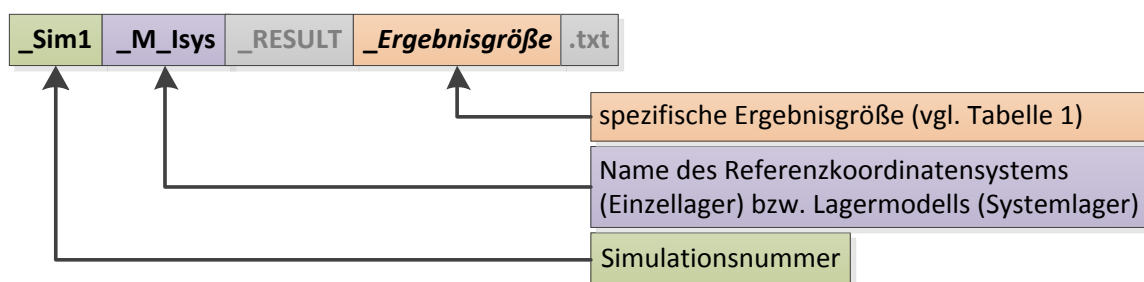 _Sim1 _M_Isys _RESULT _Ergebnisgröße .txt
spezifische Ergebnisgröße (vgl. Tabelle 1)
Name des Referenzkoordinatensystems
(Einzellager) bzw. Lagermodells (Systemlager)
Simulationsnummer